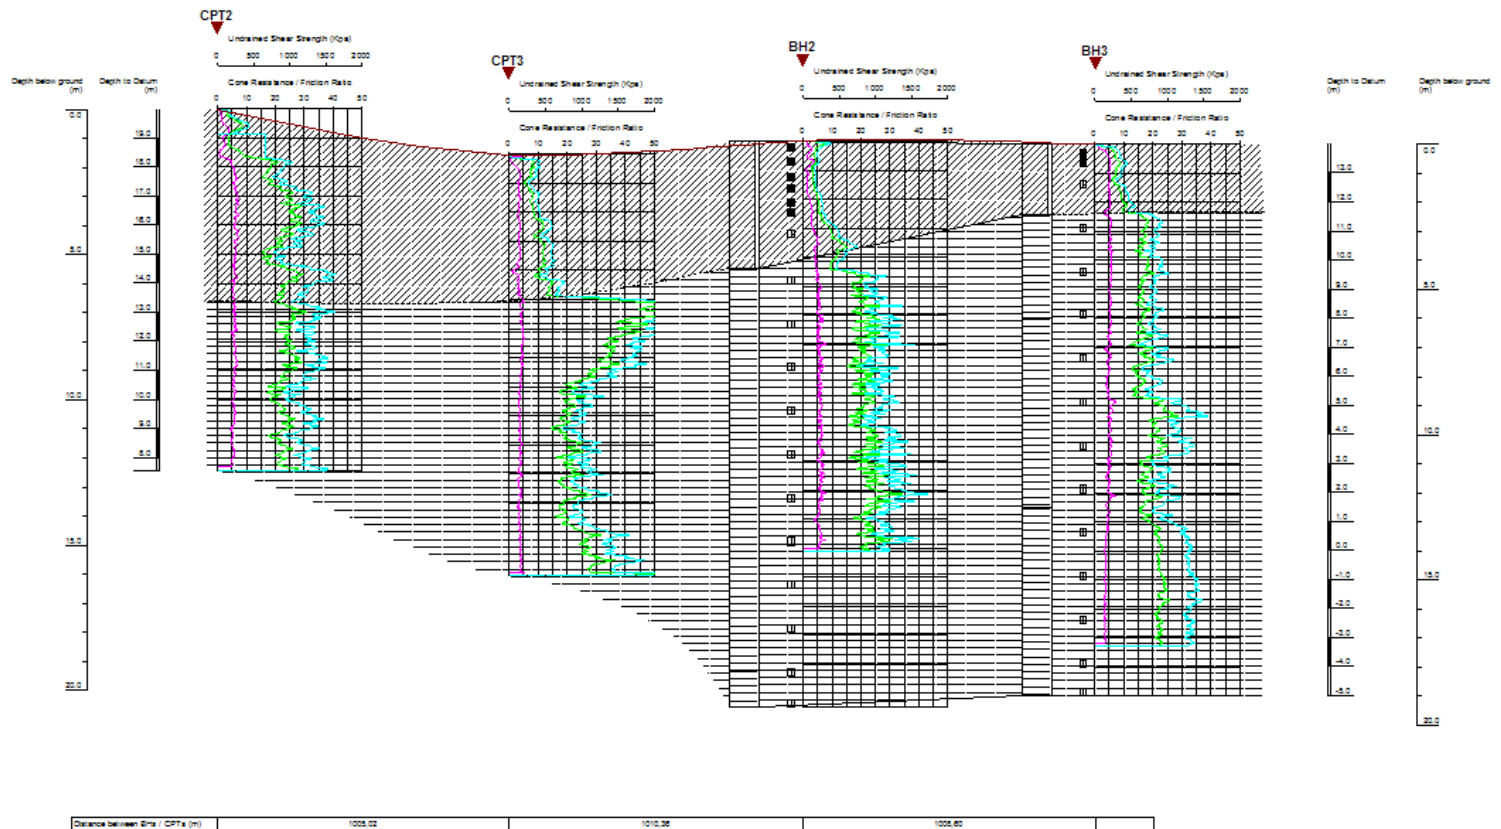 CPT2
Undrained Shear Strength (Kpa)
0 500 1000 1500 2000
Cone Resistance / Friction Ratio
0 10 20 30 40 50
CPT3
Undrained Shear Strength (Kpa)
0 500 1000 1500 2000
Cone Resistance / Friction Ratio
0 10 20 30 40 50
BH2
Undrained Shear Strength (Kpa)
0 500 1000 1500 2000
Cone Resistance / Friction Ratio
0 10 20 30 40 50
BH3
Undrained Shear Strength (Kpa)
0 500 1000 1500 2000
Cone Resistance / Friction Ratio
0 10 20 30 40 50
Depth below ground
(m)
0.0
5.0
10.0
15.0
20.0
Depth to Datum
(m)
19.0
18.0
17.0
16.0
15.0
14.0
13.0
12.0
11.0
10.0
9.0
8.0
Depth to Datum
(m)
13.0
12.0
11.0
10.0
9.0
8.0
7.0
6.0
5.0
4.0
3.0
2.0
1.0
0.0
-1.0
-2.0
-3.0
-4.0
-5.0
Depth below ground
(m)
0.0
5.0
10.0
15.0
20.0
Distance between BHs / CPTs (m) 1005,02 1010,36 1006,60